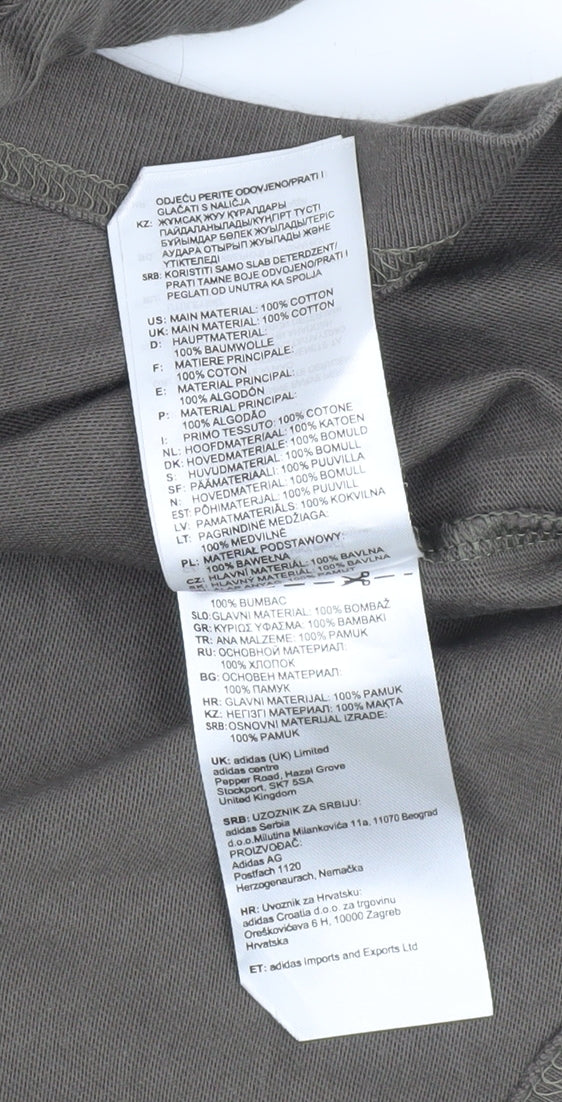 ODJEĆU PERITE ODOVJENO/PRATI I
GLAČATI S NALIČJA
KZ: ЖҰМСАҚ ЖУУ ҚҰРАЛДАРЫ
ПАЙДАЛАНЫЛАДЫ/КҮҢГІРТ ТҮСТІ
БҰЙЫМДАР БӨЛЕК ЖУЫЛАДЫ/ТЕРІС
АУДАРА ОТЫРЫП ЖУЫЛАДЫ ЖӘНЕ
ҮТІКТЕЛЕДІ
SRB: KORISTITI SAMO SLAB DETERDZENT/
PRATI TAMNE BOJE ODVOJENO/PRATI I
PEGLATI OD UNUTRA KA SPOLJA
US: MAIN MATERIAL: 100% COTTON
UK: MAIN MATERIAL: 100% COTTON
D: HAUPTMATERIAL:
100% BAUMWOLLE
F: MATIERE PRINCIPALE:
100% COTON
E: MATERIAL PRINCIPAL:
100% ALGODÓN
P: MATERIAL PRINCIPAL:
100% ALGODÃO
I: PRIMO TESSUTO: 100% COTONE
NL: HOOFDMATERIAAL: 100% KATOEN
DK: HOVEDMATERIALE: 100% BOMULD
S: HUVUDMATERIAL: 100% BOMULL
SF: PÄÄMATERIAALI: 100% PUUVILLA
N: HOVEDMATERIAL: 100% BOMULL
EST: PÕHIMATERJAL: 100% PUUVILL
LV: PAMATMATERIĀLS: 100% KOKVILNA
LT: PAGRINDINĖ MEDŽIAGA:
100% MEDVILNĖ
PL: MATERIAŁ PODSTAWOWY:
100% BAWEŁNA
CZ: HLAVNÍ MATERIÁL: 100% BAVLNA
SK: HLAVNÝ MATERIÁL: 100% BAVLNA
100% BUMBAC
SLO: GLAVNI MATERIAL: 100% BOMBAŽ
GR: ΚΥΡΙΩΣ ΥΦΑΣΜΑ: 100% ΒΑΜΒΑΚΙ
TR: ANA MALZEME: 100% PAMUK
RU: ОСНОВНОЙ МАТЕРИАЛ:
100% ХЛОПОК
BG: ОСНОВЕН МАТЕРИАЛ:
100% ПАМУК
HR: GLAVNI MATERIJAL: 100% PAMUK
KZ: НЕГІЗГІ МАТЕРИАЛ: 100% МАҚТА
SRB: OSNOVNI MATERIJAL IZRADE:
100% PAMUK
UK: adidas (UK) Limited
adidas centre
Pepper Road, Hazel Grove
Stockport, SK7 5SA
United Kingdom
SRB: UZOZNIK ZA SRBIJU:
adidas Serbia
d.o.o.Milutina Milankovića 11a, 11070 Beograd
PROIZVOĐAČ:
Adidas AG
Postfach 1120
Herzogenaurach, Nemačka
HR: Uvoznik za Hrvatsku:
adidas Croatia d.o.o. za trgovinu
Oreškovićeva 6 H, 10000 Zagreb
Hrvatska
ET: adidas Imports and Exports Ltd